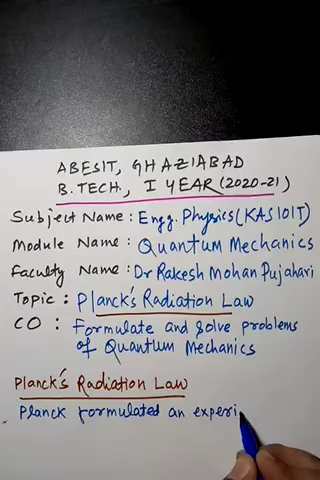 ABESIT, GHAZIABAD
B.TECH., I YEAR (2020-21)
Subject Name : Engg. Physics (KAS101T)
Module Name : Quantum Mechanics
Faculty Name : Dr Rakesh Mohan Pujahari
Topic : Planck's Radiation Law
CO : Formulate and solve problems
of Quantum Mechanics
Planck's Radiation Law
Planck formulated an experi